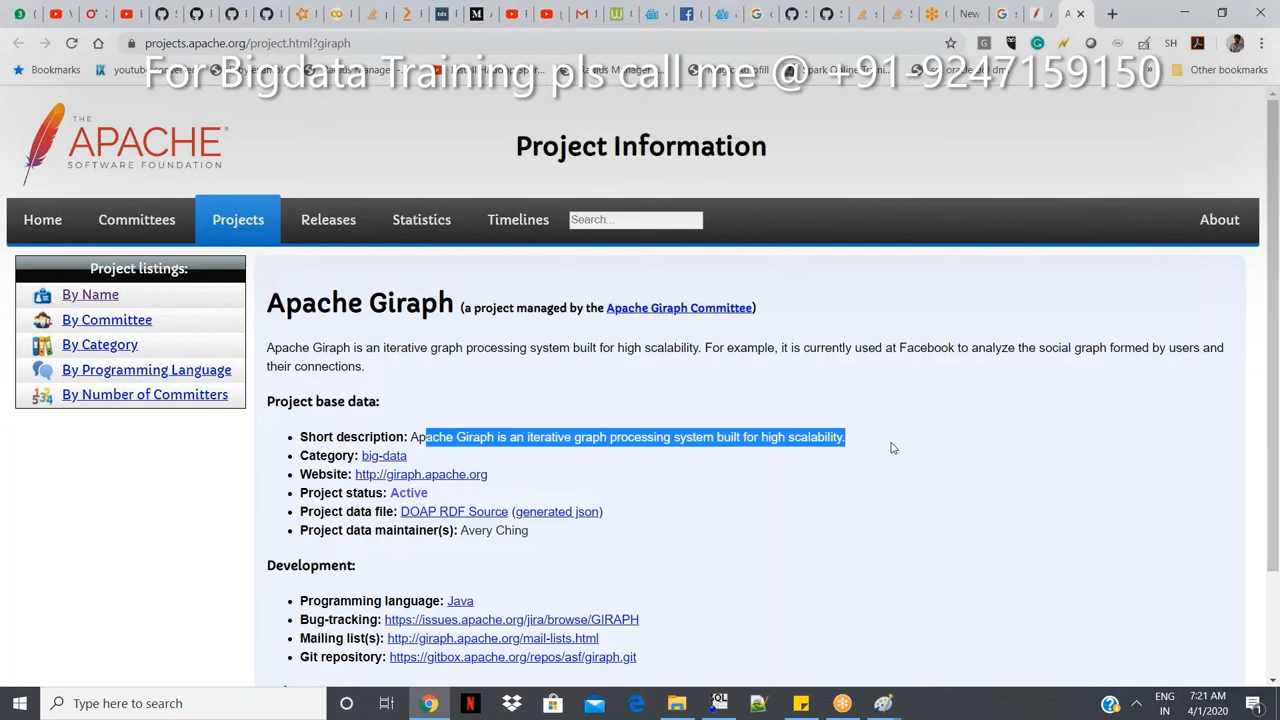 New
projects.apache.org/project.html?giraph
For Bigdata Training pls call me @ +91-9247159150
Bookmarks
Other bookmarks
THE
APACHE
SOFTWARE FOUNDATION
Project Information
Home
Committees
Projects
Releases
Statistics
Timelines
Search...
About
Project listings:
By Name
By Committee
By Category
By Programming Language
By Number of Committers
Apache Giraph (a project managed by the Apache Giraph Committee)
Apache Giraph is an iterative graph processing system built for high scalability. For example, it is currently used at Facebook to analyze the social graph formed by users and
their connections.
Project base data:
Short description: Apache Giraph is an iterative graph processing system built for high scalability.
Category: big-data
Website: http://giraph.apache.org
Project status: Active
Project data file: DOAP RDF Source (generated json)
Project data maintainer(s): Avery Ching
Development:
Programming language: Java
Bug-tracking: https://issues.apache.org/jira/browse/GIRAPH
Mailing list(s): http://giraph.apache.org/mail-lists.html
Git repository: https://gitbox.apache.org/repos/asf/giraph.git
Type here to search
ENG
IN
7:21 AM
4/1/2020